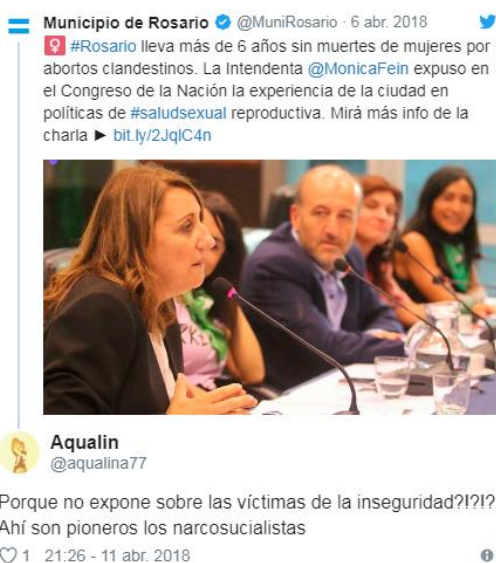 Municipio de Rosario @MuniRosario · 6 abr. 2018
#Rosario lleva más de 6 años sin muertes de mujeres por
abortos clandestinos. La Intendenta @MonicaFein expuso en
el Congreso de la Nación la experiencia de la ciudad en
políticas de #saludsexual reproductiva. Mirá más info de la
charla ► bit.ly/2JqlC4n
Aqualin
@aqualina77
Porque no expone sobre las víctimas de la inseguridad?!?!?
Ahí son pioneros los narcosucialistas
1 21:26 - 11 abr. 2018